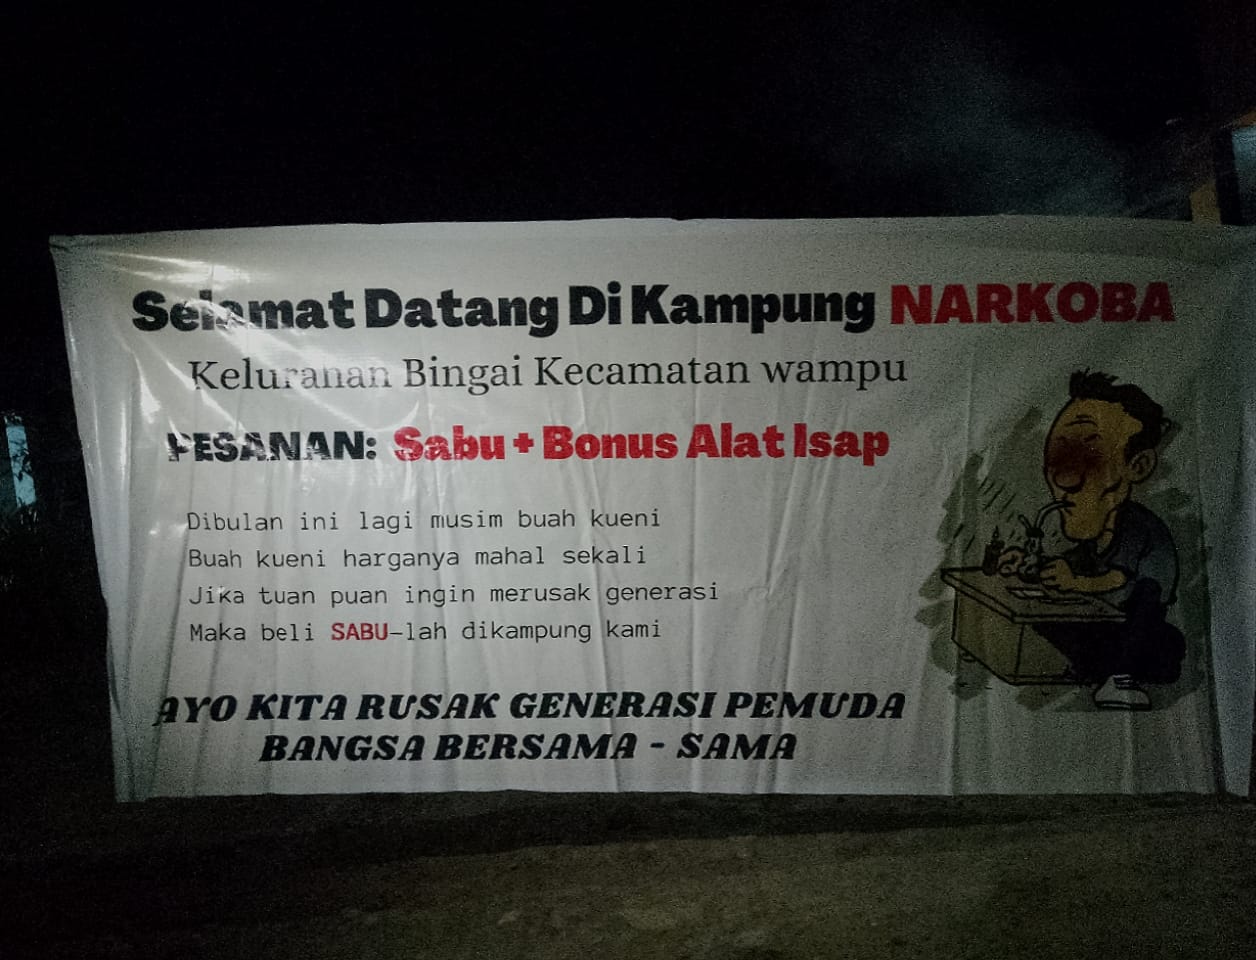 Selamat Datang Di Kampung NARKOBA
Keluranan Bingai Kecamatan wampu
PESANAN: Sabu + Bonus Alat Isap
Dibulan ini lagi musim buah kueni
Buah kueni harganya mahal sekali
Jika tuan puan ingin merusak generasi
Maka beli SABU-lah dikampung kami
AYO KITA RUSAK GENERASI PEMUDA
BANGSA BERSAMA - SAMA